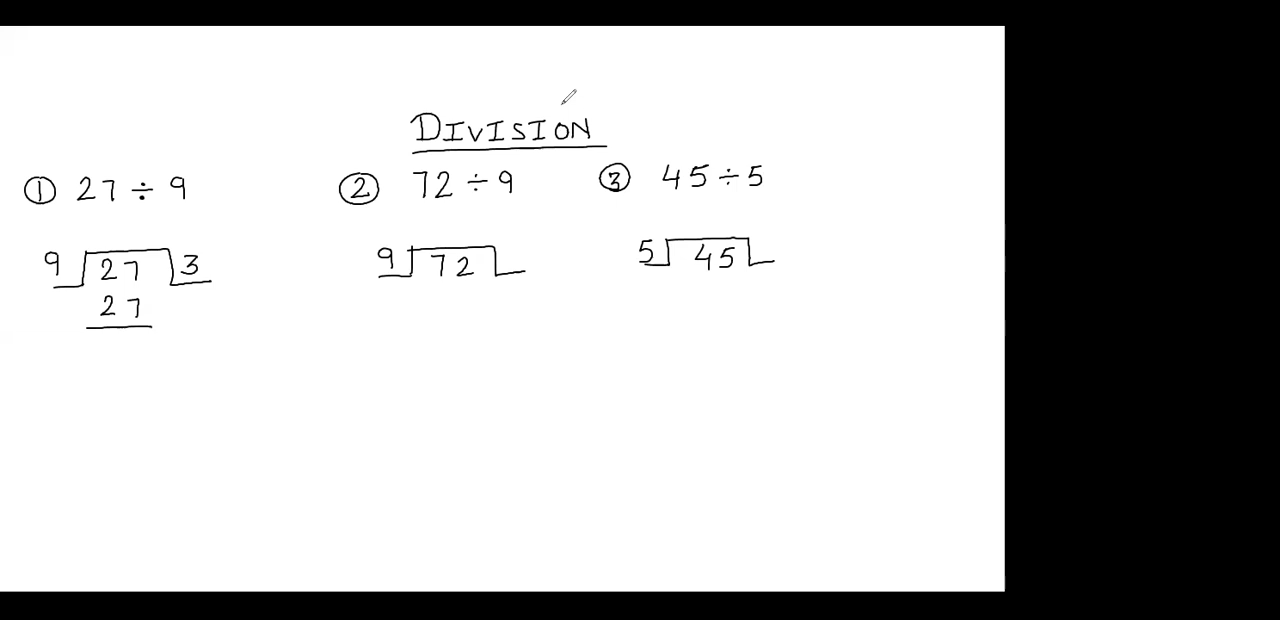 DIVISION
① 27 ÷ 9 ② 72 ÷ 9 ③ 45 ÷ 5
9 27 3 9 72 5 45
27